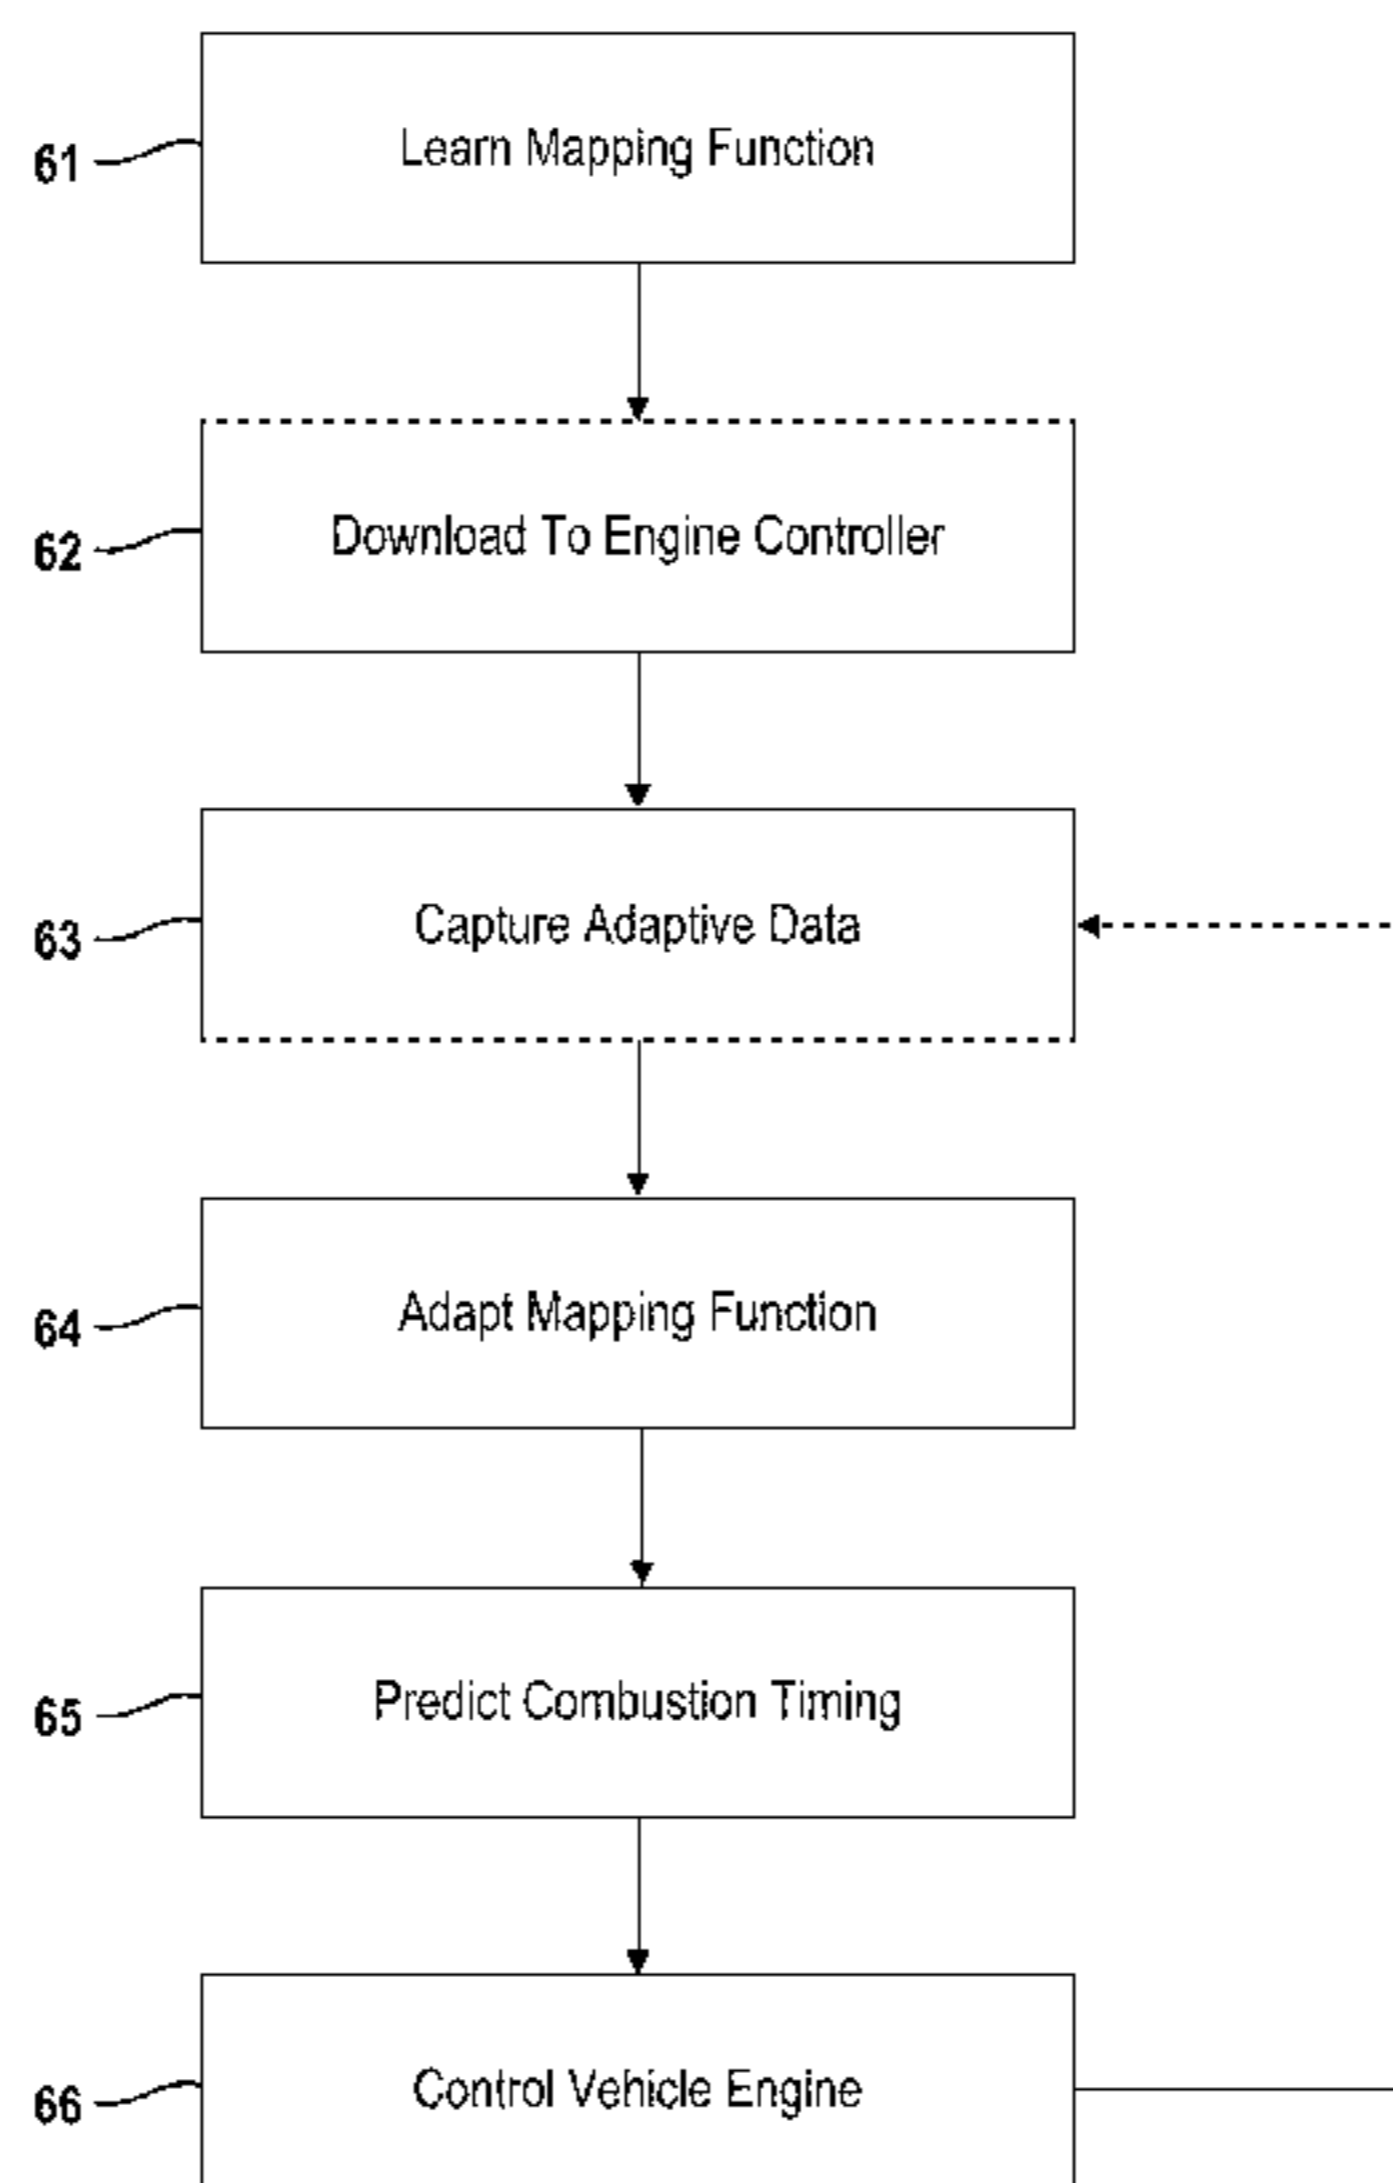 61 Learn Mapping Function
62 Download To Engine Controller
63 Capture Adaptive Data
64 Adapt Mapping Function
65 Predict Combustion Timing
66 Control Vehicle Engine